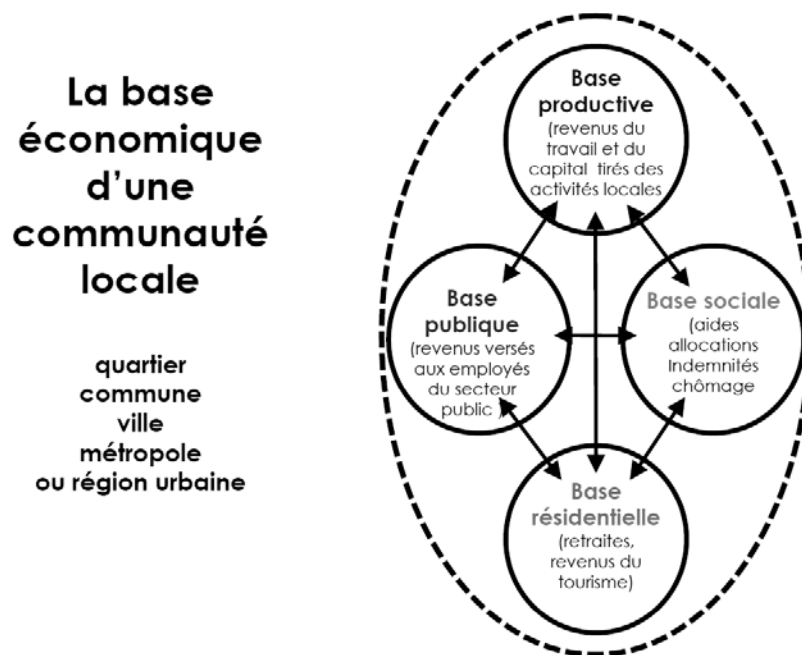 La base
économique
d'une
communauté
locale
quartier
commune
ville
métropole
ou région urbaine
Base
productive
(revenus du
travail et du
capital tirés des
activités locales
Base
publique
(revenus versés
aux employés
du secteur
public )
Base sociale
(aides
allocations
Indemnités
chômage
Base
résidentielle
(retraites,
revenus du
tourisme)